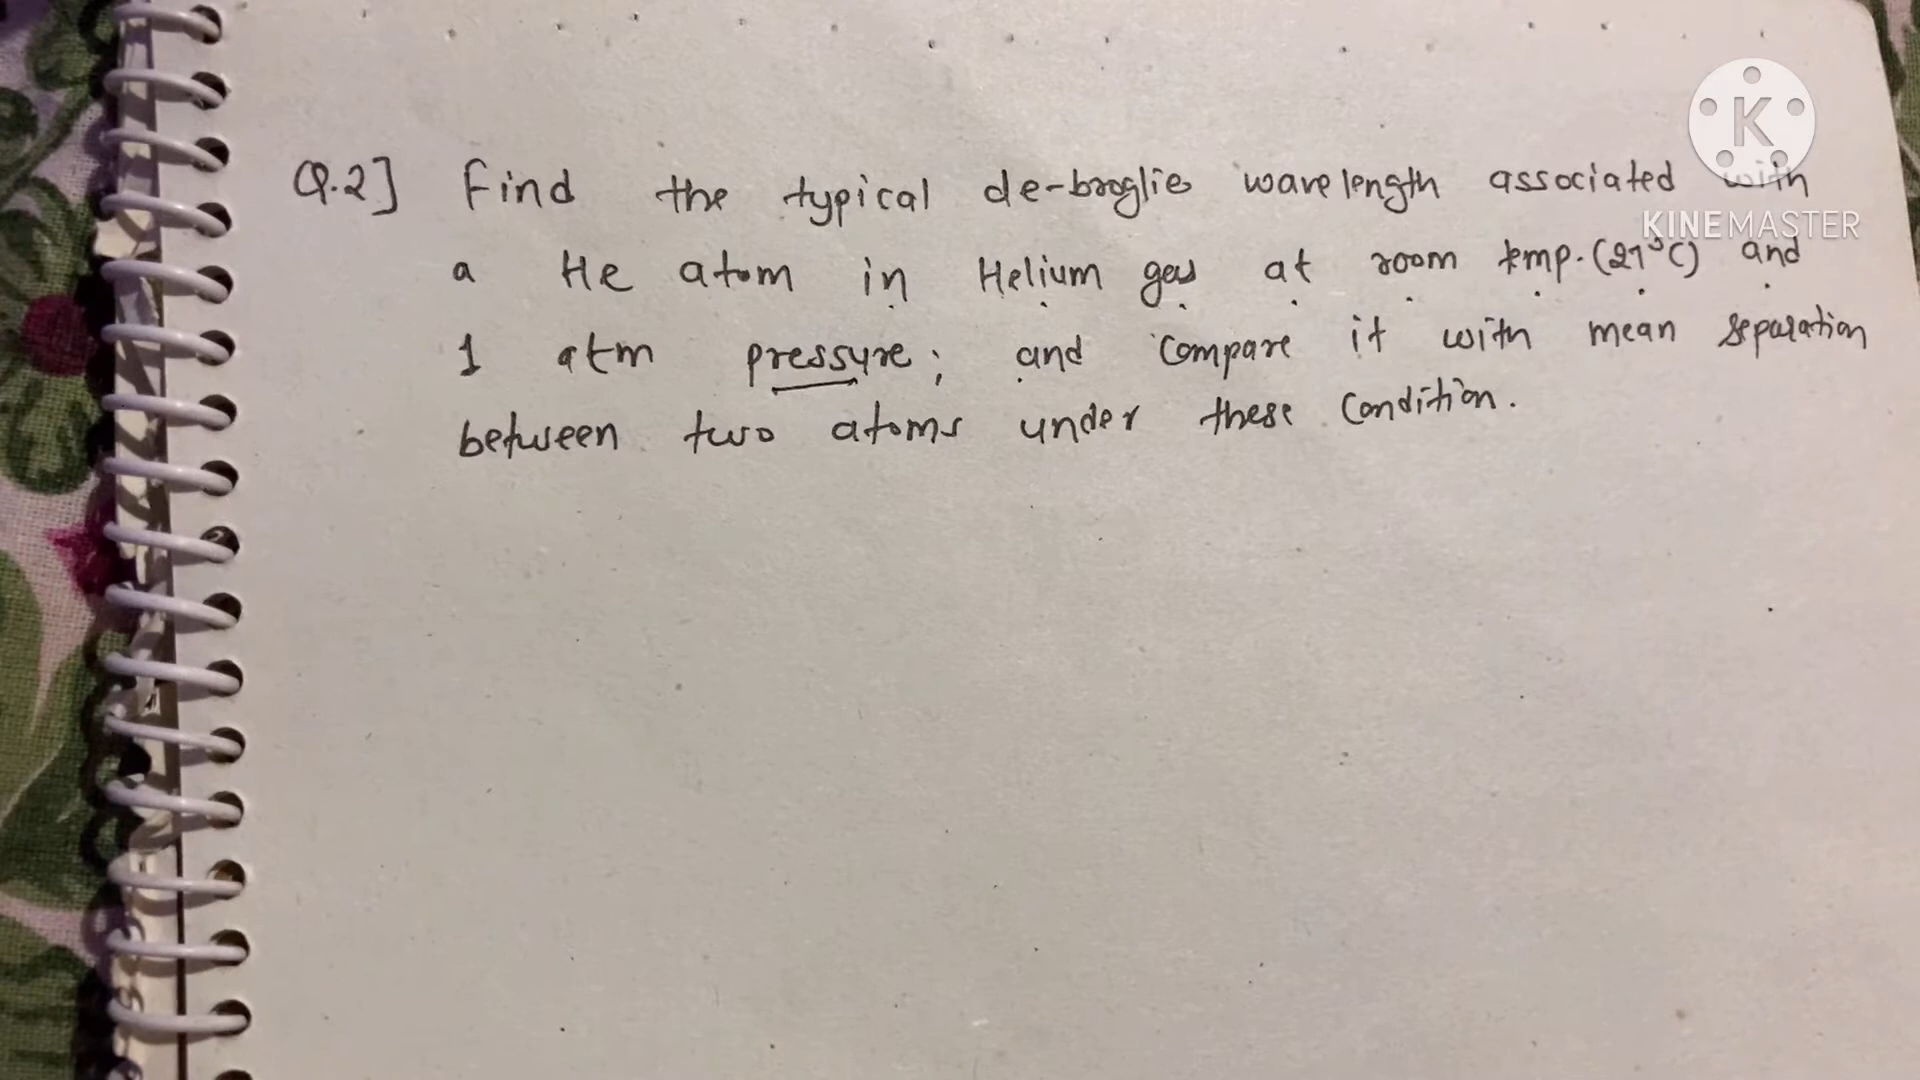 Q.2] Find the typical de-broglie wavelength associated with
a He atom in Helium gas at room temp. (27°C) and
1 atm pressure; and compare it with mean separation
between two atoms under these condition.
K
KINEMASTER